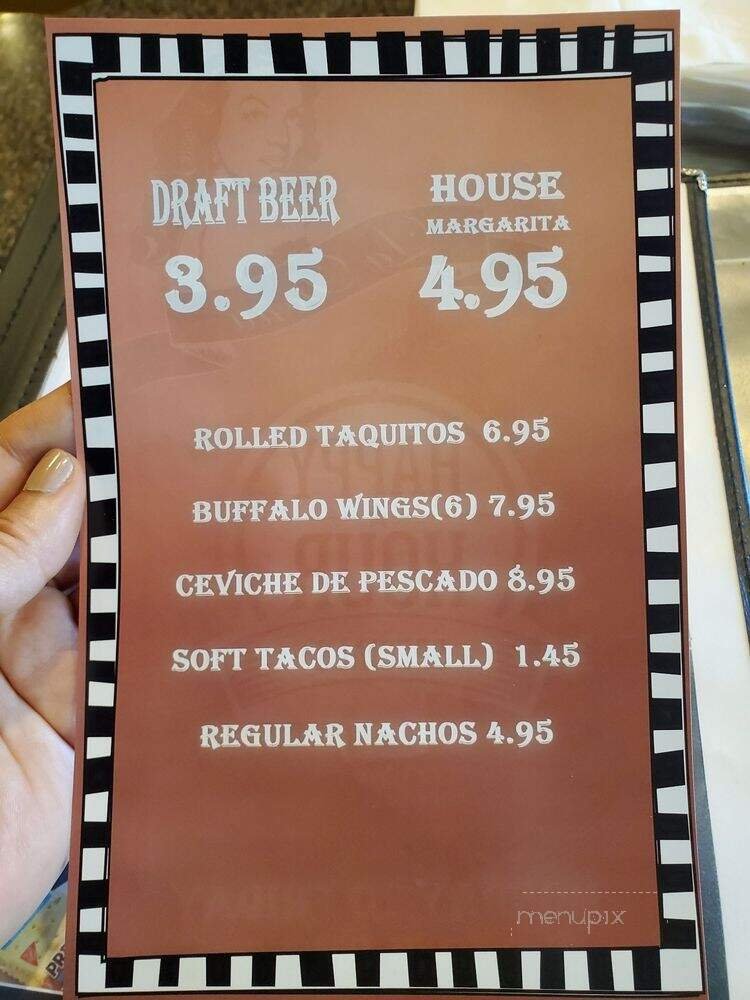 DRAFT BEER
3.95
HOUSE
MARGARITA
4.95
ROLLED TAQUITOS 6.95
BUFFALO WINGS(6) 7.95
CEVICHE DE PESCADO 8.95
SOFT TACOS (SMALL) 1.45
REGULAR NACHOS 4.95
menupix